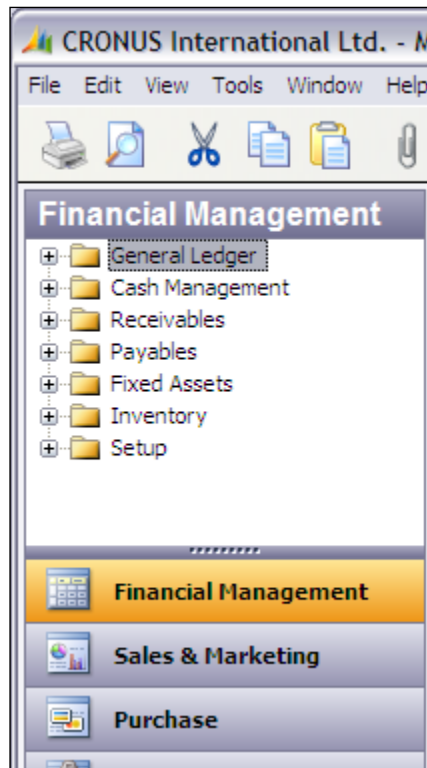 CRONUS International Ltd. -
File Edit View Tools Window Help
Financial Management
General Ledger
Cash Management
Receivables
Payables
Fixed Assets
Inventory
Setup
Financial Management
Sales & Marketing
Purchase